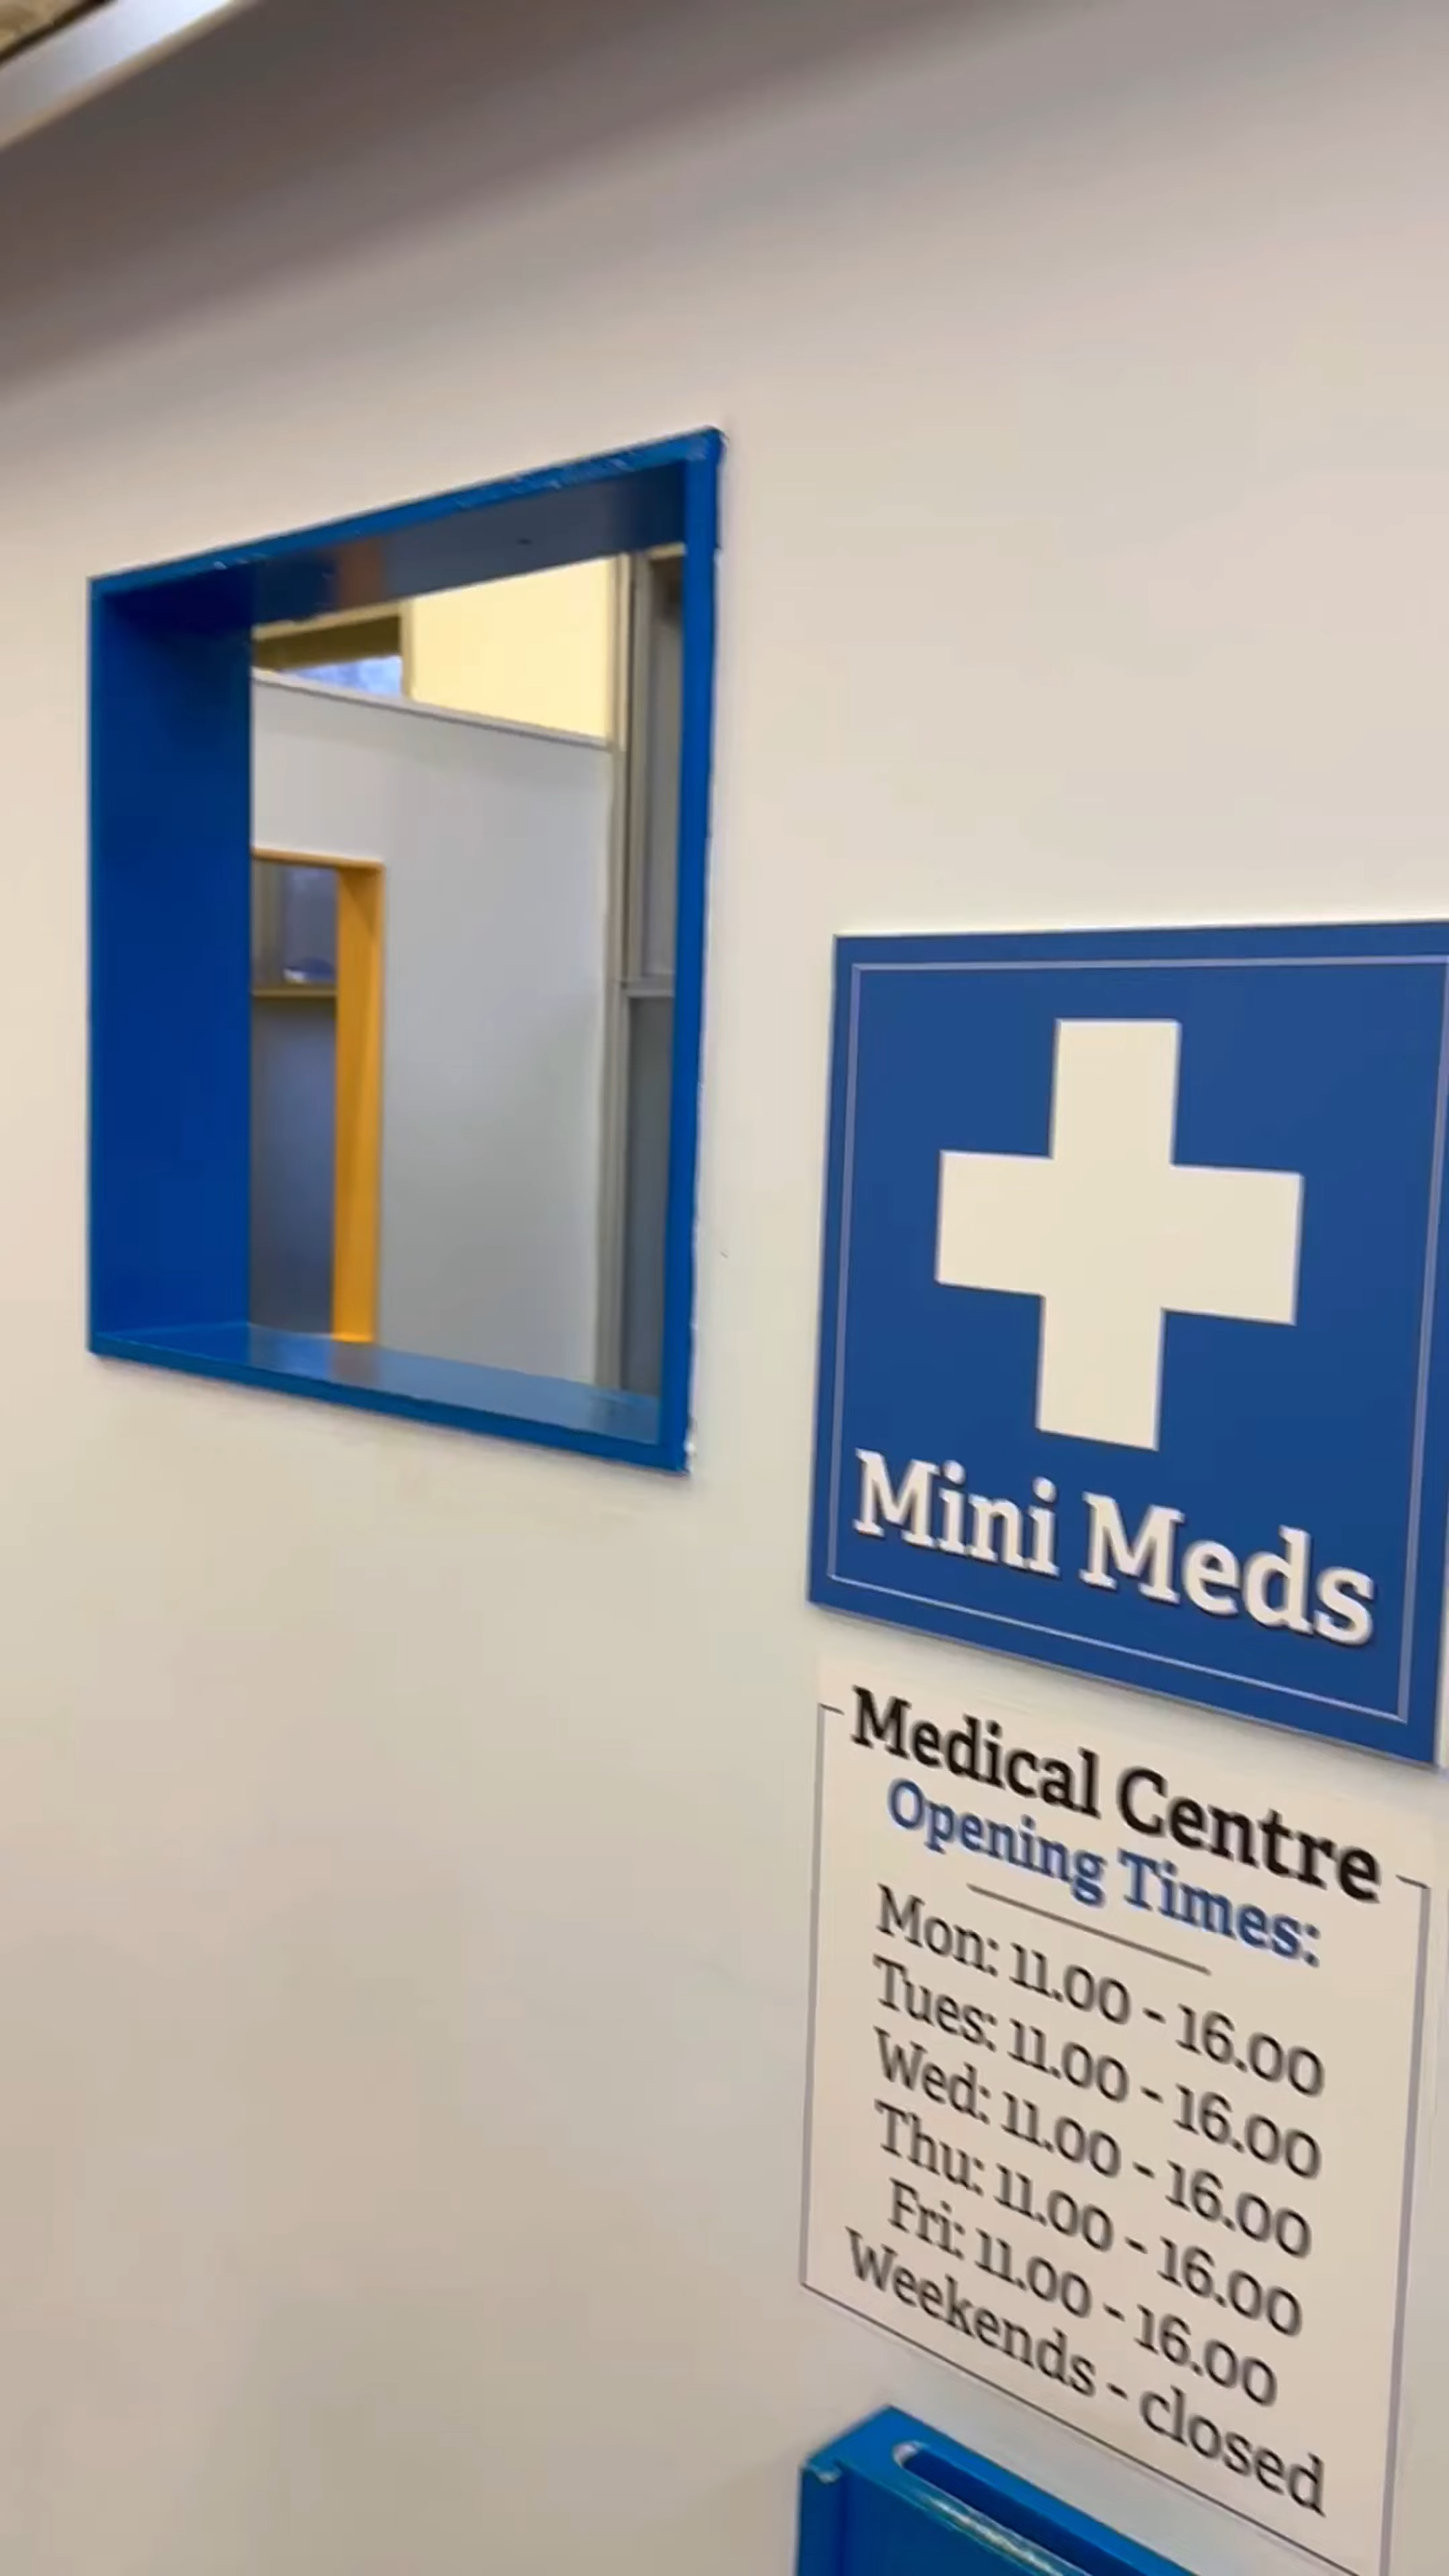 Mini Meds
Medical Centre
Opening Times:
Mon: 11.00 - 16.00
Tues: 11.00 - 16.00
Wed: 11.00 - 16.00
Thu: 11.00 - 16.00
Fri: 11.00 - 16.00
Weekends - closed